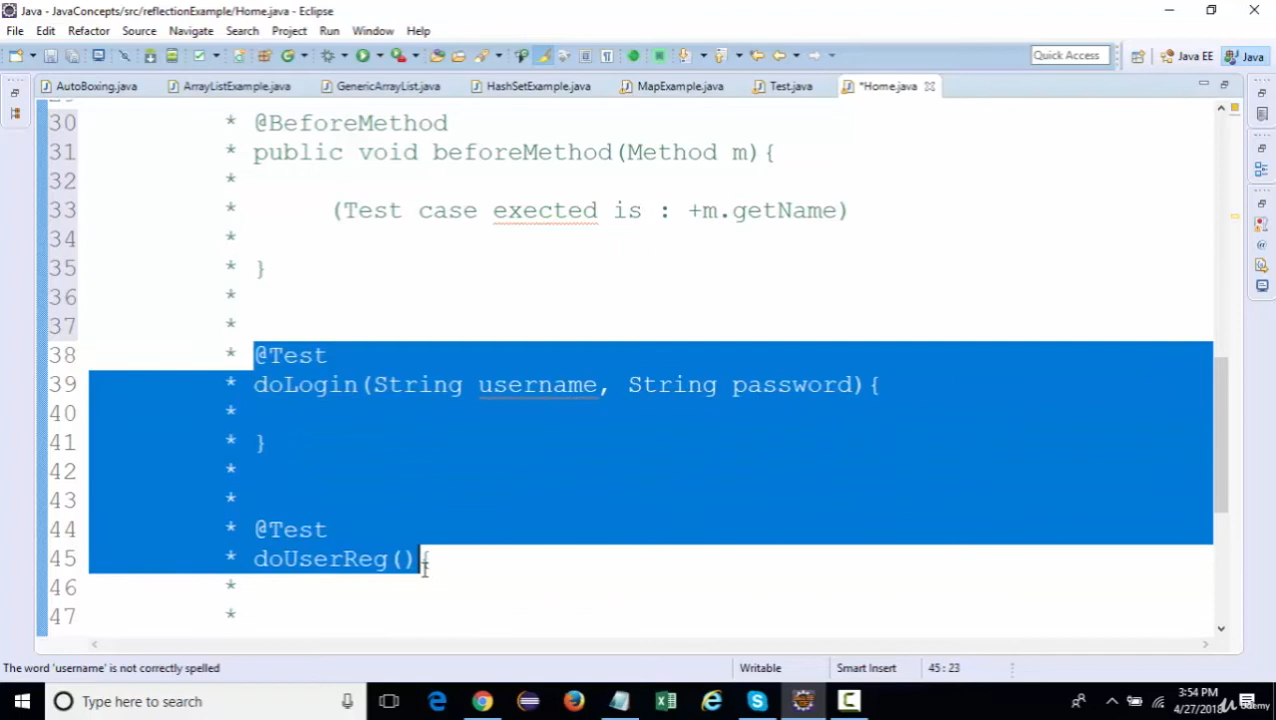 Java - JavaConcepts/src/reflectionExample/Home.java - Eclipse
File Edit Refactor Source Navigate Search Project Run Window Help
Quick Access Java EE Java
AutoBoxing.java ArrayListExample.java GenericArrayList.java HashSetExample.java MapExample.java Test.java *Home.java
30 * @BeforeMethod
31 * public void beforeMethod(Method m){
32 *
33 * (Test case exected is : +m.getName)
34 *
35 * }
36 *
37 *
38 * @Test
39 * doLogin(String username, String password){
40 *
41 * }
42 *
43 *
44 * @Test
45 * doUserReg(){
46 *
47 *
The word 'username' is not correctly spelled Writable Smart Insert 45 : 23
Type here to search
3:54 PM
4/27/2018
Udemy